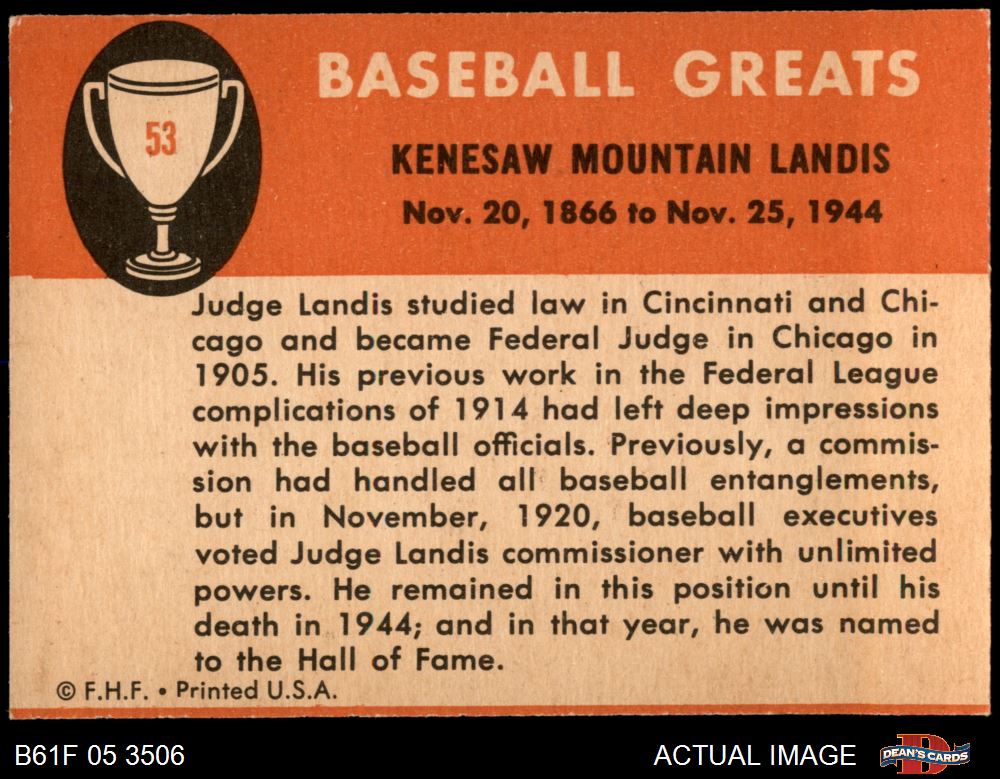 BASEBALL GREATS
53
KENESAW MOUNTAIN LANDIS
Nov. 20, 1866 to Nov. 25, 1944
Judge Landis studied law in Cincinnati and Chi-
cago and became Federal Judge in Chicago in
1905. His previous work in the Federal League
complications of 1914 had left deep impressions
with the baseball officials. Previously, a commis-
sion had handled all baseball entanglements,
but in November, 1920, baseball executives
voted Judge Landis commissioner with unlimited
powers. He remained in this position until his
death in 1944; and in that year, he was named
to the Hall of Fame.
© F.H.F. • Printed U.S.A.
B61F 05 3506
ACTUAL IMAGE
D
DEAN'S CARDS